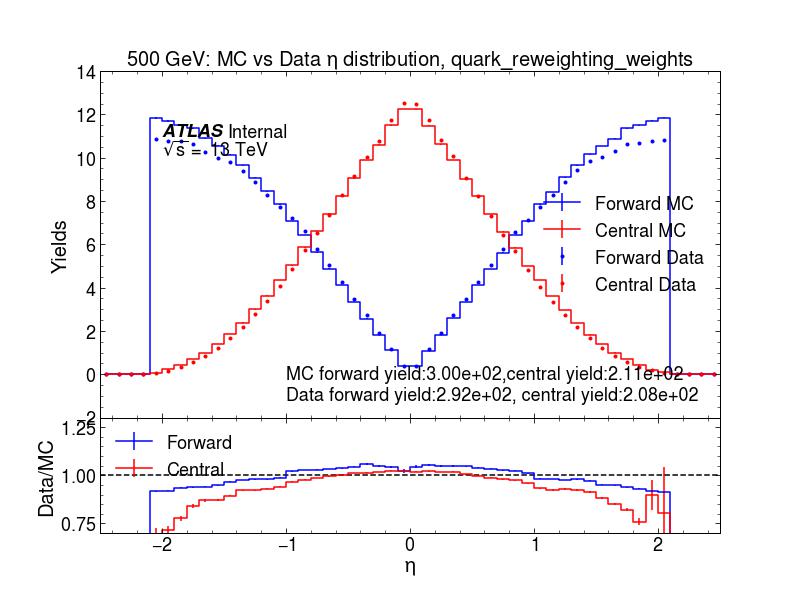 500 GeV: MC vs Data η distribution, quark_reweighting_weights
14
12
10
8
6
4
2
0
−2
Yields
ATLAS Internal
√s = 13 TeV
Forward MC
Central MC
Forward Data
Central Data
MC forward yield:3.00e+02,central yield:2.11e+02
Data forward yield:2.92e+02, central yield:2.08e+02
1.25
1.00
0.75
Data/MC
Forward
Central
−2 −1 0 1 2
η